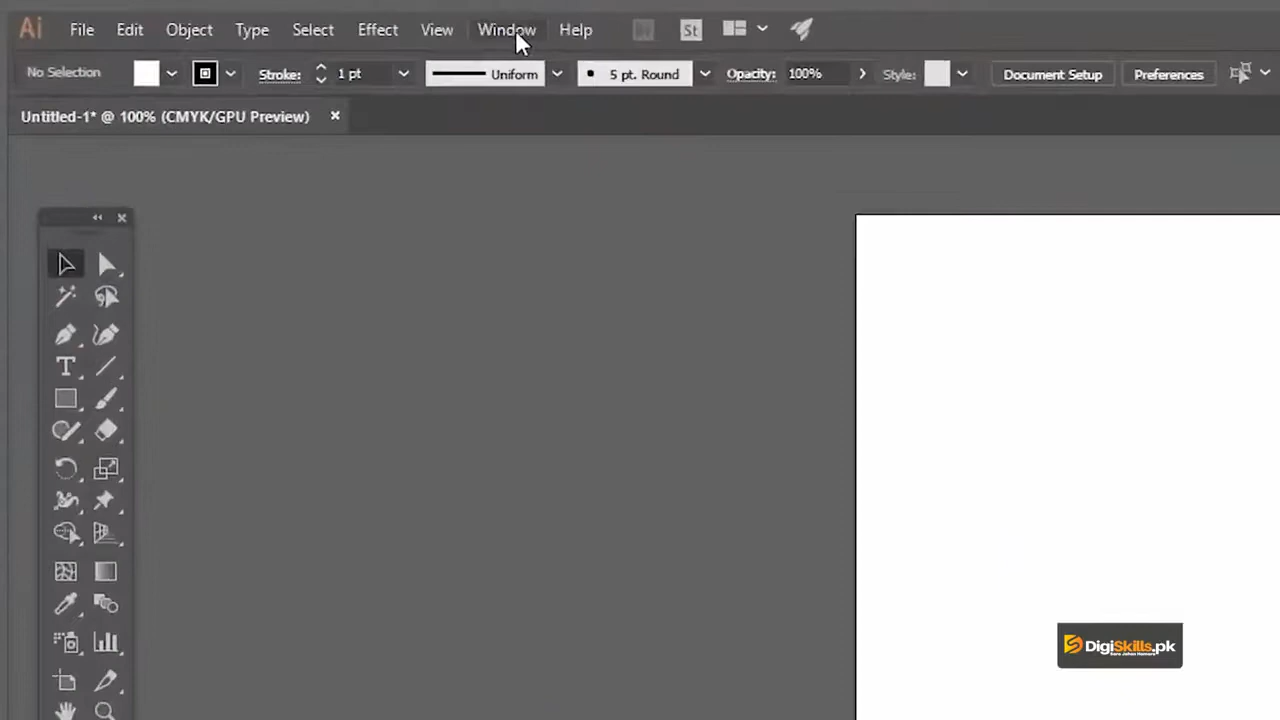 Ai File Edit Object Type Select Effect View Window Help St
No Selection Stroke: 1 pt Uniform 5 pt. Round Opacity: 100% Style: Document Setup Preferences
Untitled-1* @ 100% (CMYK/GPU Preview)
DigiSkills.pk